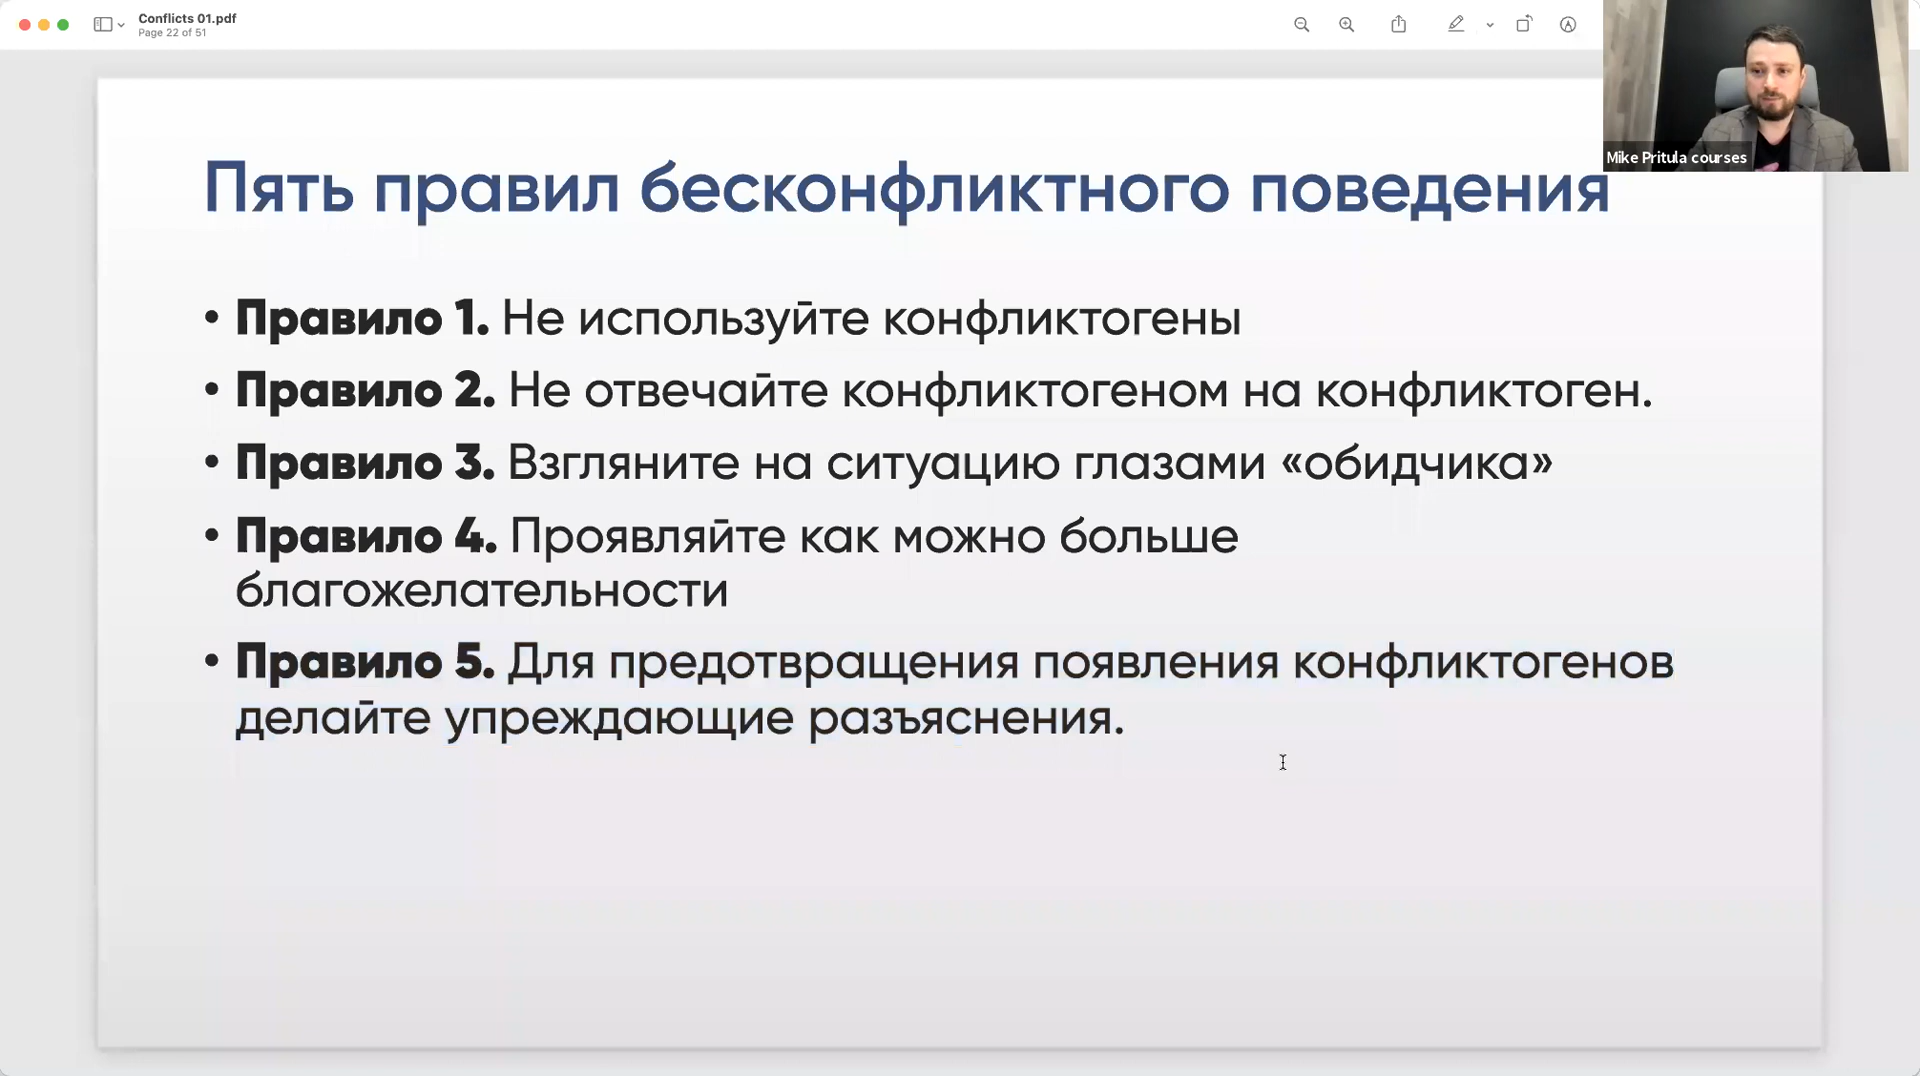 Conflicts 01.pdf
Page 22 of 51
Mike Pritula courses
Пять правил бесконфликтного поведения
• Правило 1. Не используйте конфликтогены
• Правило 2. Не отвечайте конфликтогеном на конфликтоген.
• Правило 3. Взгляните на ситуацию глазами «обидчика»
• Правило 4. Проявляйте как можно больше
благожелательности
• Правило 5. Для предотвращения появления конфликтогенов
делайте упреждающие разъяснения.